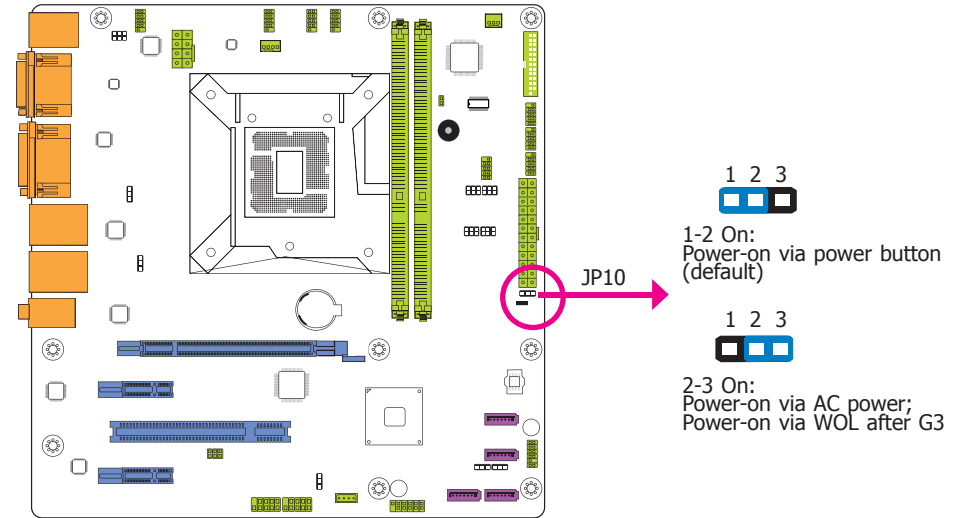 JP10
1 2 3
1-2 On:
Power-on via power button
(default)
1 2 3
2-3 On:
Power-on via AC power;
Power-on via WOL after G3